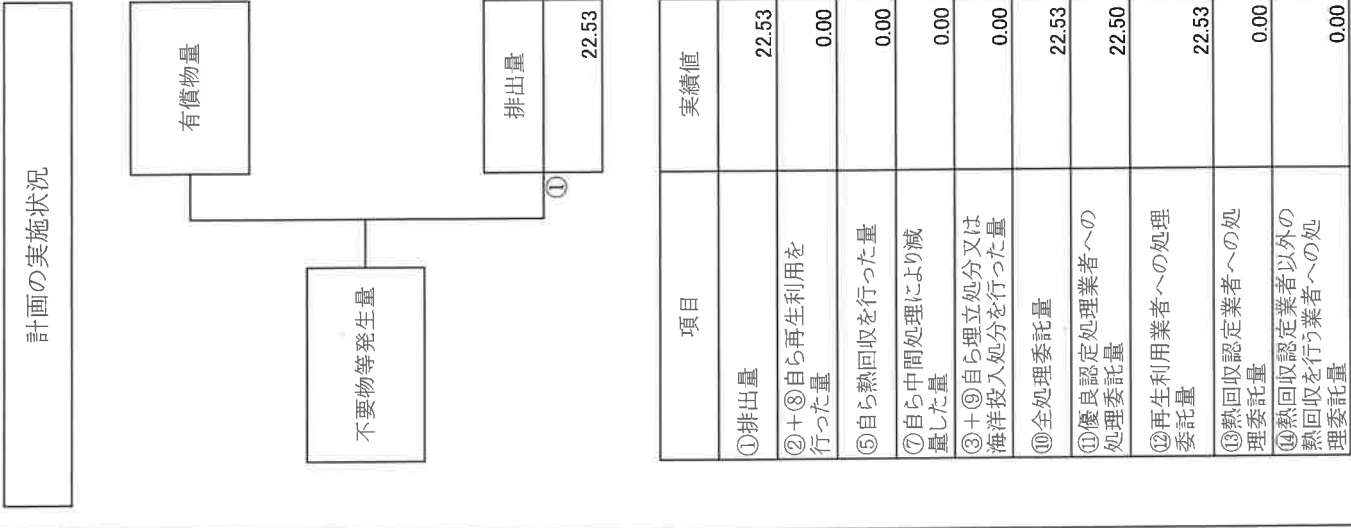 計画の実施状況
不要物等発生量
有償物量
排出量
①
22.53
項目
実績値
①排出量
22.53
②+⑧自ら再生利用を
行った量
0.00
⑤自ら熱回収を行った量
0.00
⑦自ら中間処理により減
量した量
0.00
③+⑨自ら埋立処分又は
海洋投入処分を行った量
0.00
⑩全処理委託量
22.53
⑪優良認定処理業者への
処理委託量
22.50
⑫再生利用業者への処理
委託量
22.53
⑬熱回収認定業者への処
理委託量
0.00
⑭熱回収認定業者以外の
熱回収を行う業者への処
理委託量
0.00